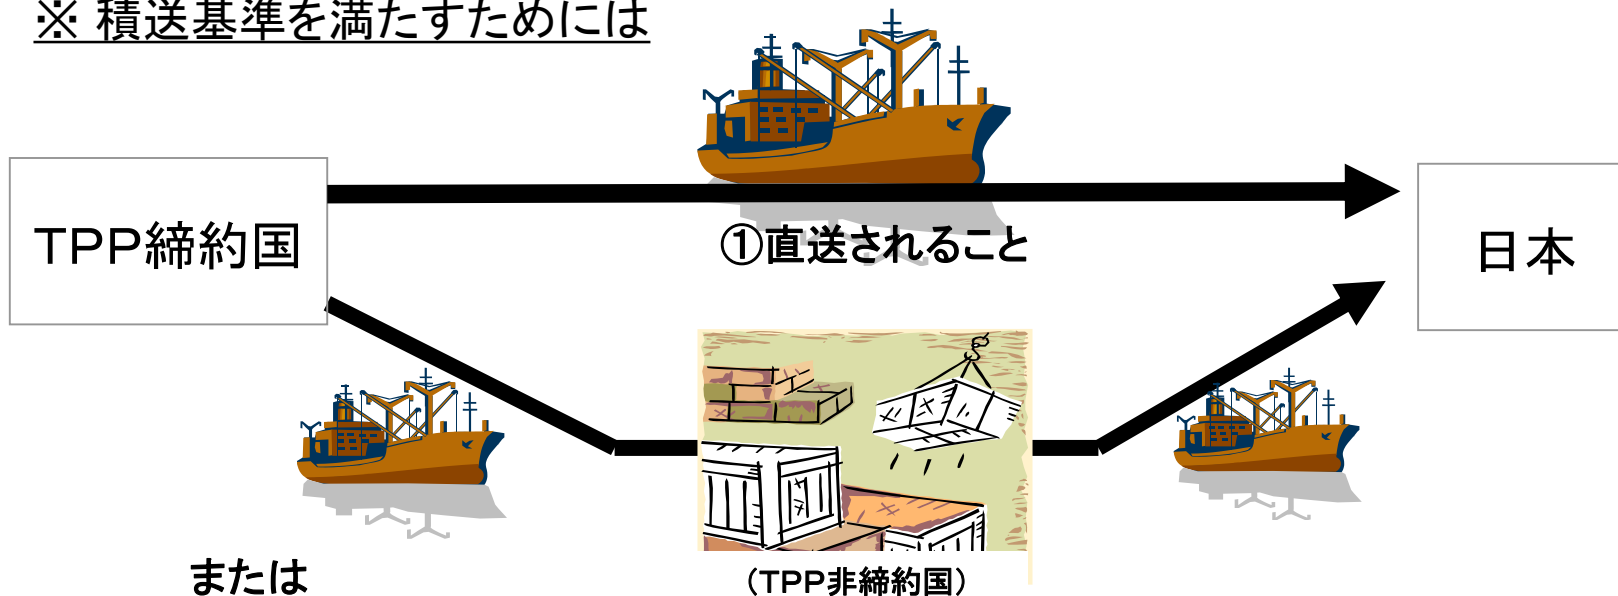 ※ 積送基準を満たすためには
TPP締約国
①直送されること
日本
または
（TPP非締約国）